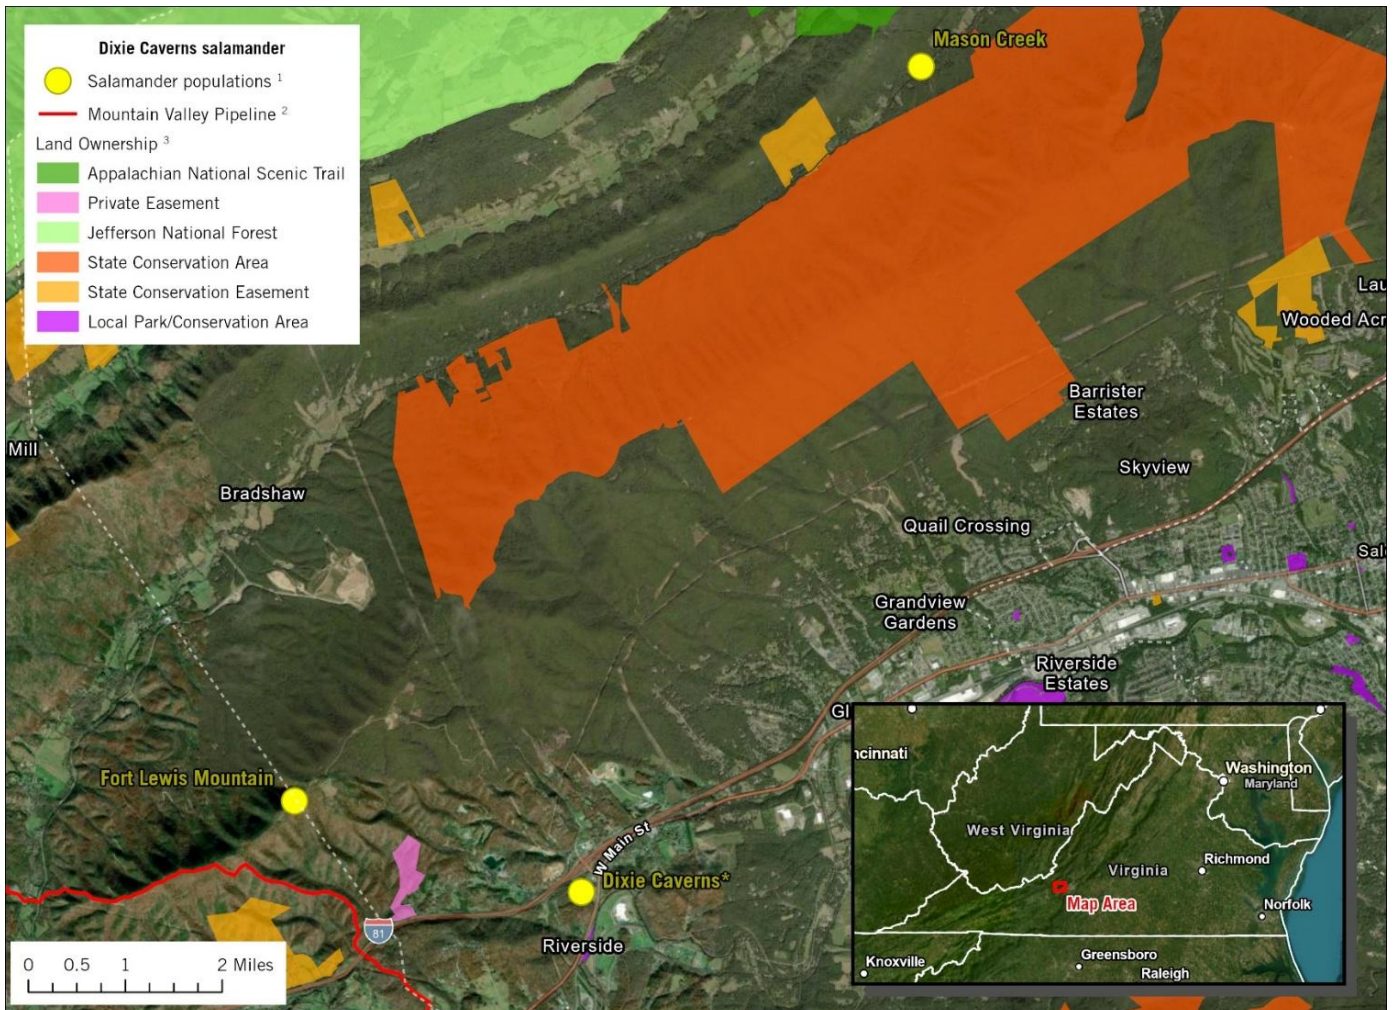 Dixie Caverns salamander
Salamander populations ¹
Mountain Valley Pipeline ²
Land Ownership ³
Appalachian National Scenic Trail
Private Easement
Jefferson National Forest
State Conservation Area
State Conservation Easement
Local Park/Conservation Area
Mason Creek
Lau
Wooded Acr
Barrister
Estates
Mill
Skyview
Bradshaw
Quail Crossing
Sal
Grandview
Gardens
Riverside
Estates
Gl
Fort Lewis Mountain
W Main St
Dixie Caverns*
81
Riverside
0 0.5 1 2 Miles
ncinnati
Washington
Maryland
West Virginia
Virginia
Richmond
Map Area
Norfolk
Knoxville
Greensboro
Raleigh